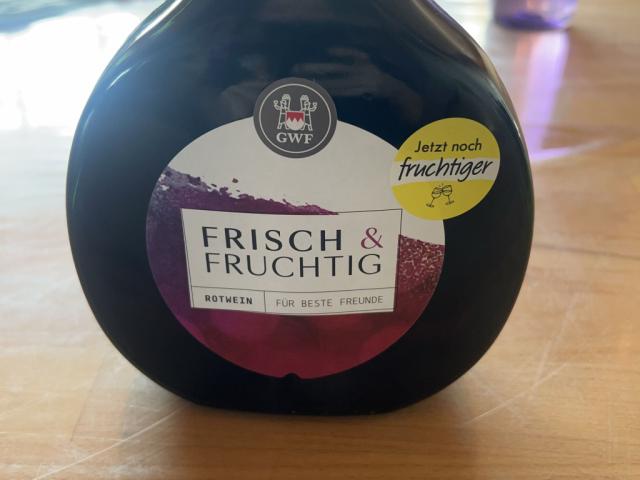 GWF
Jetzt noch
fruchtiger
FRISCH &
FRUCHTIG
ROTWEIN FÜR BESTE FREUNDE